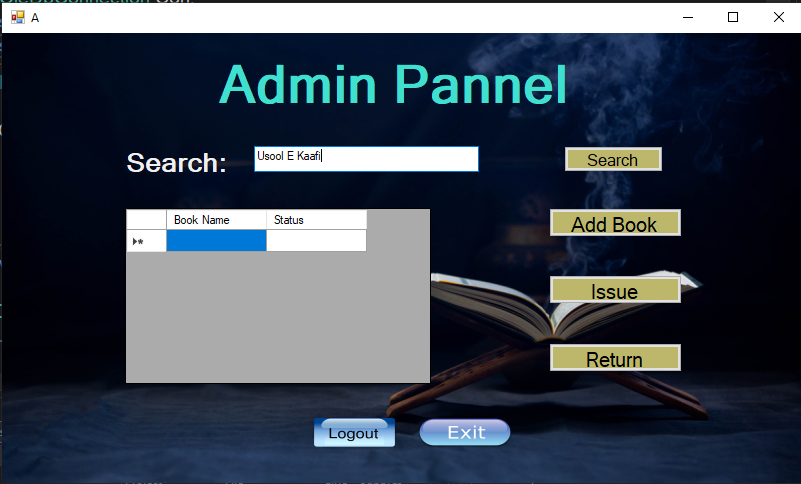 A
Admin Pannel
Search:
Usool E Kaafi
Search
Book Name
Status
Add Book
Issue
Return
Logout
Exit